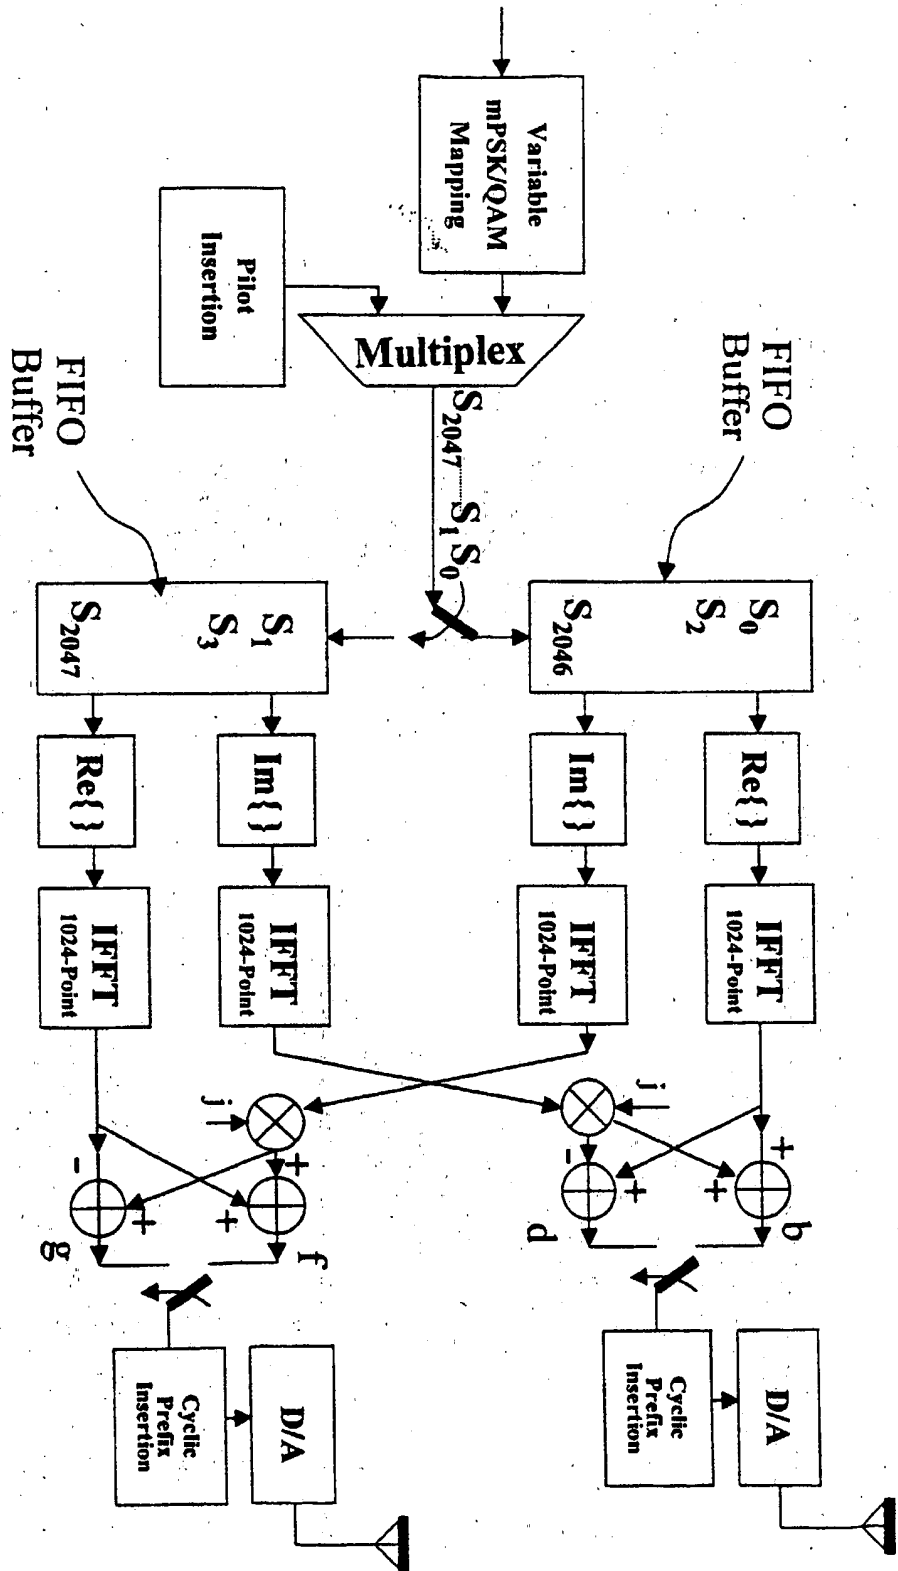 Variable
mPSK/QAM
Mapping
Pilot
Insertion
Multiplex
S2047 ........ S1 S0
FIFO
Buffer
FIFO
Buffer
S0
S2
S2046
S1
S3
S2047
Re{ }
Im{ }
Im{ }
Re{ }
IFFT
1024-Point
IFFT
1024-Point
IFFT
1024-Point
IFFT
1024-Point
j
j
+
+
b
-
+
d
+
+
f
-
+
g
Cyclic
Prefix
Insertion
D/A
Cyclic
Prefix
Insertion
D/A